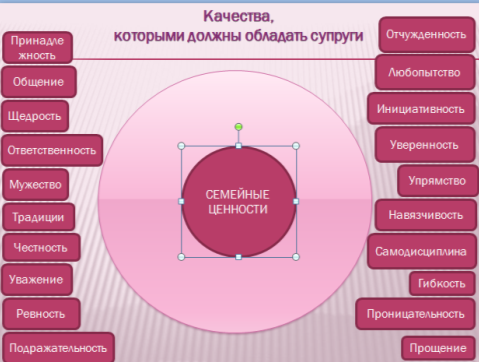 Качества,
которыми должны обладать супруги
Принадле
жность
Общение
Щедрость
Ответственность
Мужество
Традиции
Честность
Уважение
Ревность
Подражательность
СЕМЕЙНЫЕ
ЦЕННОСТИ
Отчужденность
Любопытство
Инициативность
Уверенность
Упрямство
Навязчивость
Самодисциплина
Гибкость
Проницательность
Прощение